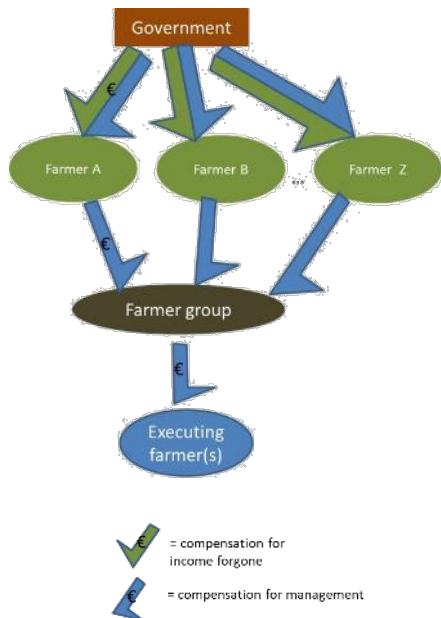 Government
€
Farmer A
Farmer B
...
Farmer Z
€
Farmer group
€
Executing
farmer(s)
€
= compensation for
income forgone
€
= compensation for management